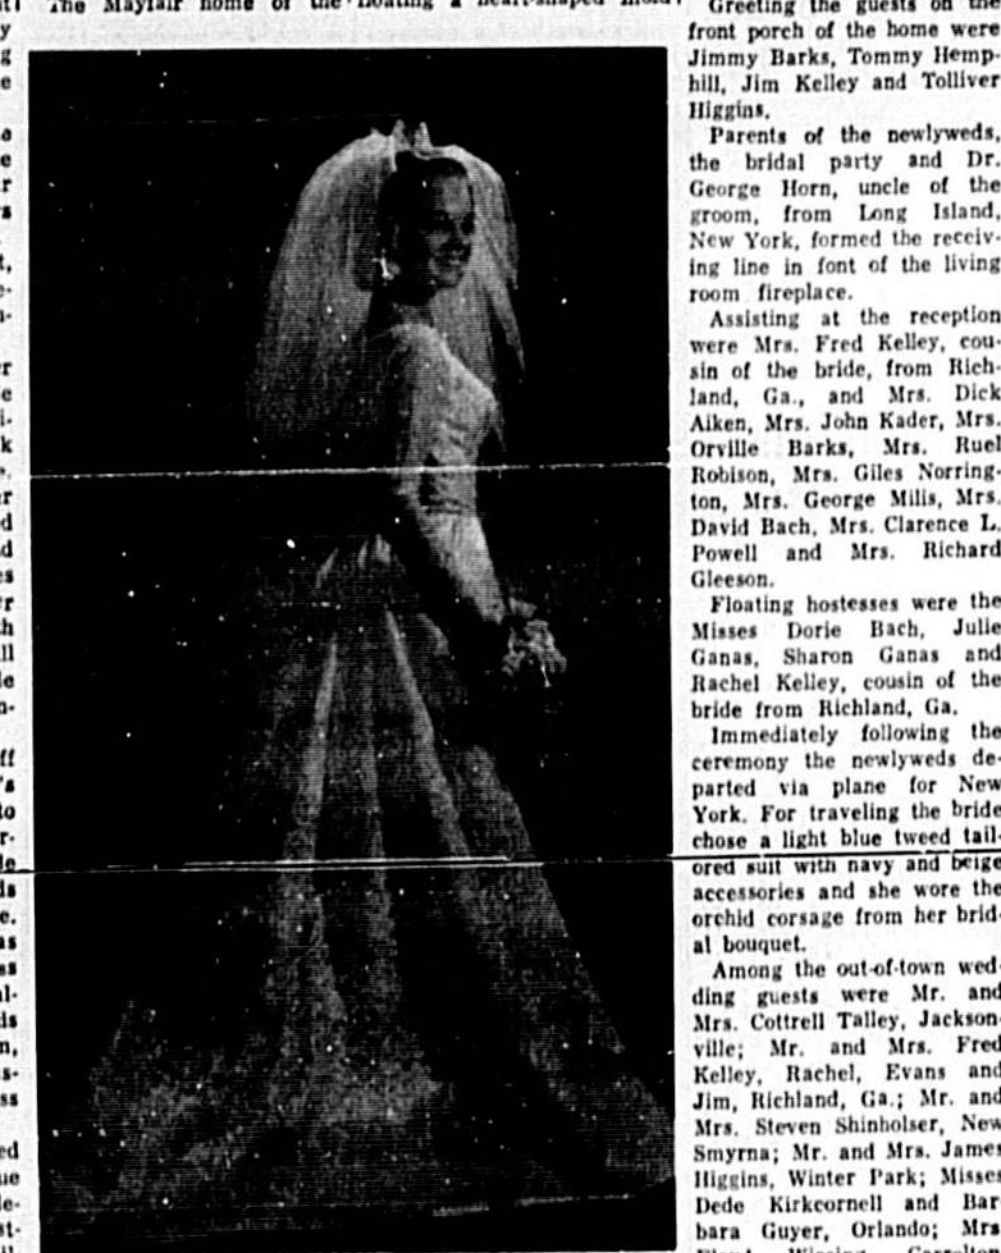 The Mayfair home of the floating a heart-shaped mold.
Greeting the guests on the
front porch of the home were
Jimmy Barks, Tommy Hemp-
hill, Jim Kelley and Tolliver
Higgins.
Parents of the newlyweds,
the bridal party and Dr.
George Horn, uncle of the
groom, from Long Island,
New York, formed the receiv-
ing line in font of the living
room fireplace.
Assisting at the reception
were Mrs. Fred Kelley, cou-
sin of the bride, from Rich-
land, Ga., and Mrs. Dick
Aiken, Mrs. John Kader, Mrs.
Orville Barks, Mrs. Ruel
Robison, Mrs. Giles Norring-
ton, Mrs. George Mills, Mrs.
David Bach, Mrs. Clarence L.
Powell and Mrs. Richard
Gleeson.
Floating hostesses were the
Misses Dorie Bach, Julie
Ganas, Sharon Ganas and
Rachel Kelley, cousin of the
bride from Richland, Ga.
Immediately following the
ceremony the newlyweds de-
parted via plane for New
York. For traveling the bride
chose a light blue tweed tail-
ored suit with navy and beige
accessories and she wore the
orchid corsage from her brid-
al bouquet.
Among the out-of-town wed-
ding guests were Mr. and
Mrs. Cottrell Talley, Jackson-
ville; Mr. and Mrs. Fred
Kelley, Rachel, Evans and
Jim, Richland, Ga.; Mr. and
Mrs. Steven Shinholser, New
Smyrna; Mr. and Mrs. James
Higgins, Winter Park; Misses
Dede Kirkcornell and Bar-
bara Guyer, Orlando; Mrs